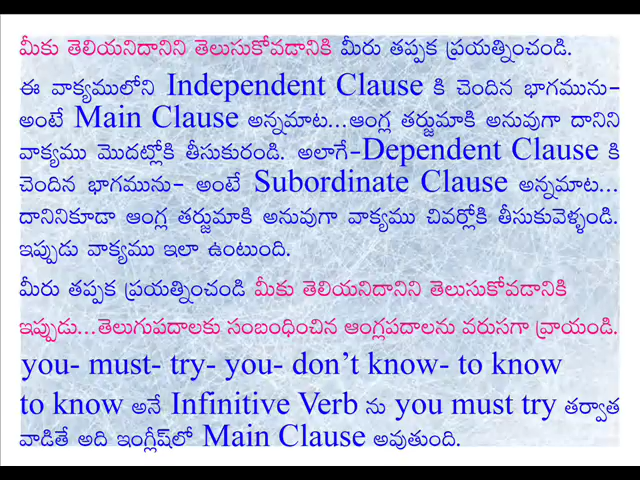 మీకు తెలియనిదానిని తెలుసుకోవడానికి మీరు తప్పక ప్రయత్నించండి.
ఈ వాక్యములోని Independent Clause కి చెందిన భాగమును-
అంటే Main Clause అన్నమాట...ఆంగ్ల తర్జుమాకి అనువుగా దానిని
వాక్యము మొదట్లోకి తీసుకురండి. అలాగే-Dependent Clause కి
చెందిన భాగమును- అంటే Subordinate Clause అన్నమాట...
దానినికూడా ఆంగ్ల తర్జుమాకి అనువుగా వాక్యము చివర్లోకి తీసుకువెళ్ళండి.
ఇప్పుడు వాక్యము ఇలా ఉంటుంది.
మీరు తప్పక ప్రయత్నించండి మీకు తెలియనిదానిని తెలుసుకోవడానికి
ఇప్పుడు...తెలుగుపదాలకు సంబంధించిన ఆంగ్లపదాలను వరుసగా వ్రాయండి.
you- must- try- you- don’t know- to know
to know అనే Infinitive Verb ను you must try తర్వాత
వాడితే అది ఇంగ్లీష్‌లో Main Clause అవుతుంది.